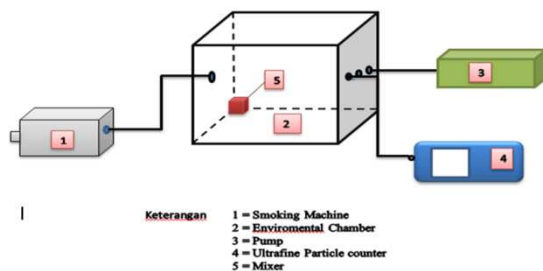 5
3
2
1
4
Keterangan 1 = Smoking Machine
2 = Enviromental Chamber
3 = Pump
4 = Ultrafine Particle counter
5 = Mixer